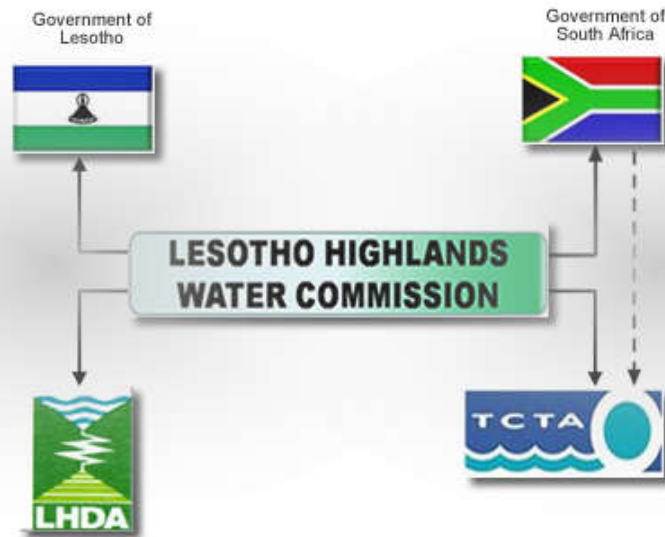 Government of
Lesotho
Government of
South Africa
LESOTHO HIGHLANDS
WATER COMMISSION
LHDA
TCTA